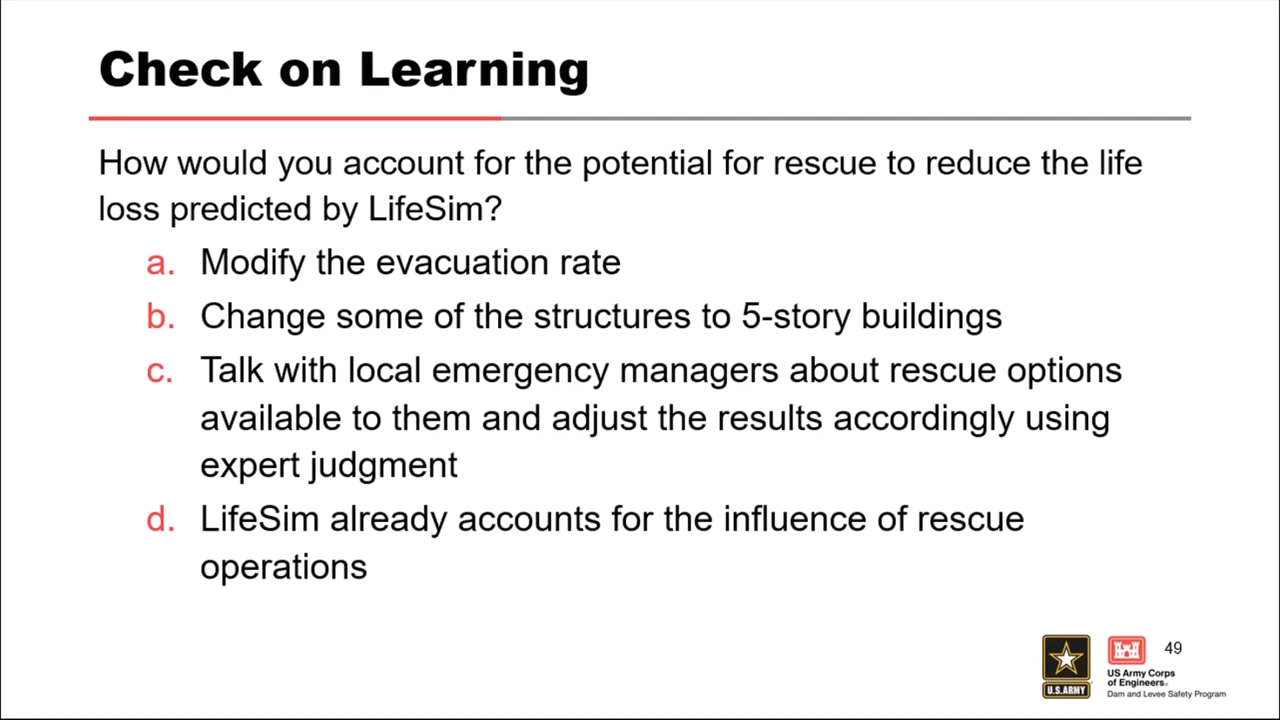 Check on Learning
How would you account for the potential for rescue to reduce the life
loss predicted by LifeSim?
a. Modify the evacuation rate
b. Change some of the structures to 5-story buildings
c. Talk with local emergency managers about rescue options
available to them and adjust the results accordingly using
expert judgment
d. LifeSim already accounts for the influence of rescue
operations
49
U.S.ARMY
US Army Corps
of Engineers®
Dam and Levee Safety Program